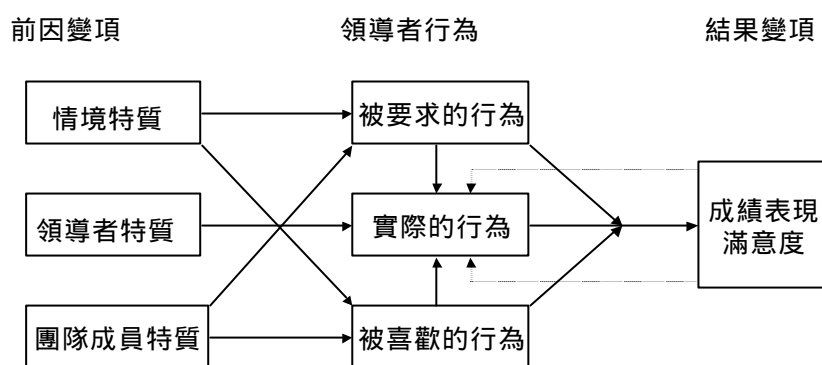 前因變項
領導者行為
結果變項
情境特質
被要求的行為
領導者特質
實際的行為
成績表現
滿意度
團隊成員特質
被喜歡的行為